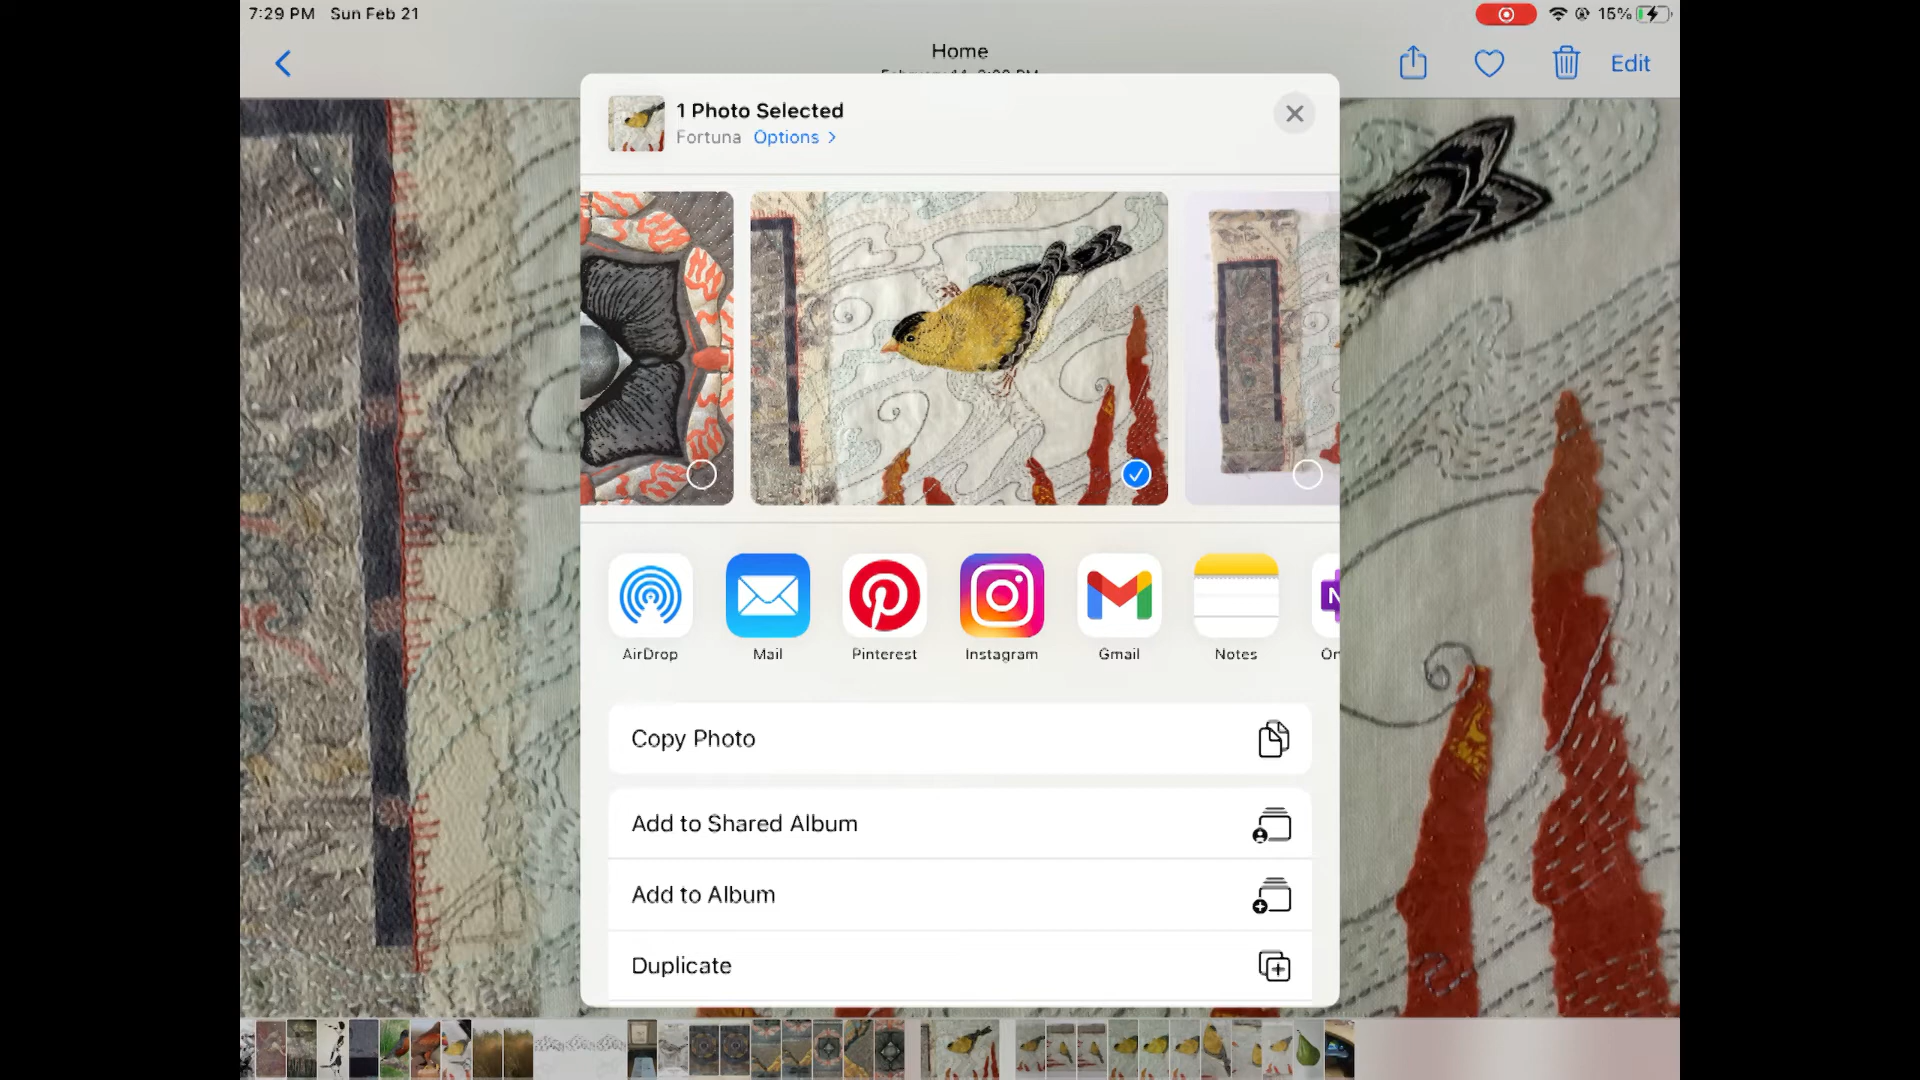 7:29 PM Sun Feb 21
15%
Home
Edit
1 Photo Selected
Fortuna Options
AirDrop
Mail
Pinterest
Instagram
Gmail
Notes
Copy Photo
Add to Shared Album
Add to Album
Duplicate